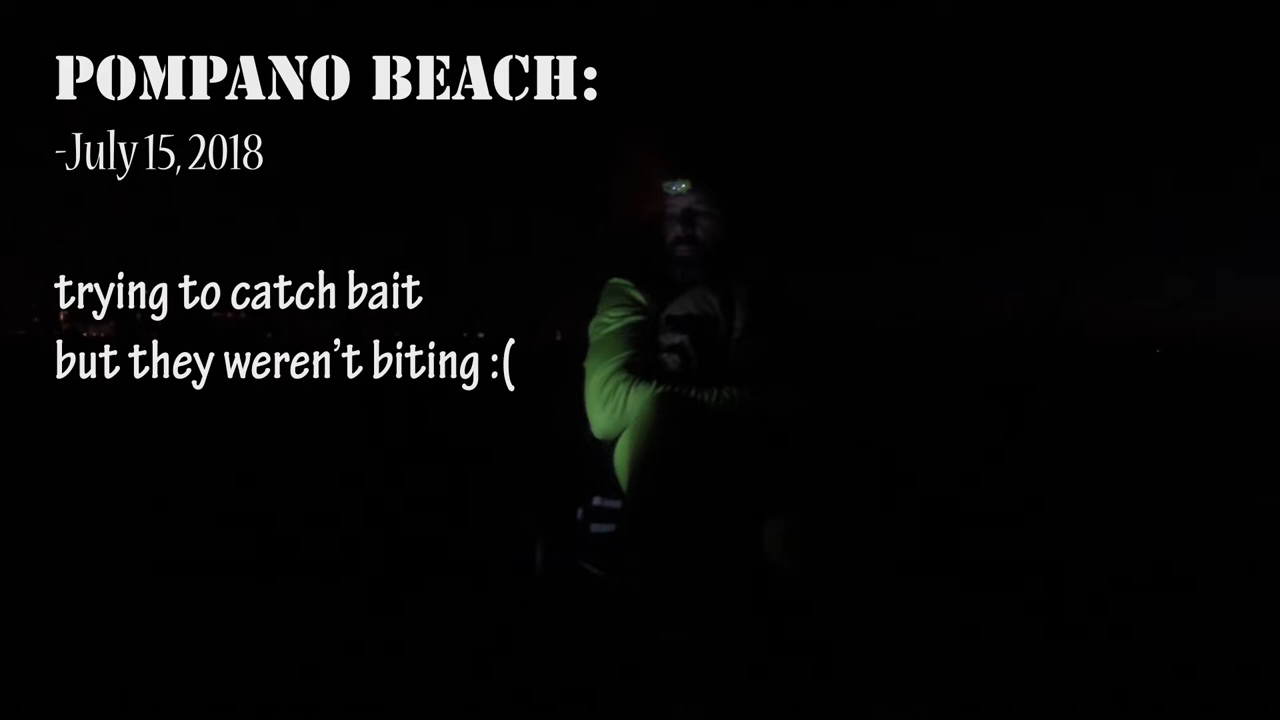 POMPANO BEACH:
-July 15, 2018
trying to catch bait
but they weren't biting :(